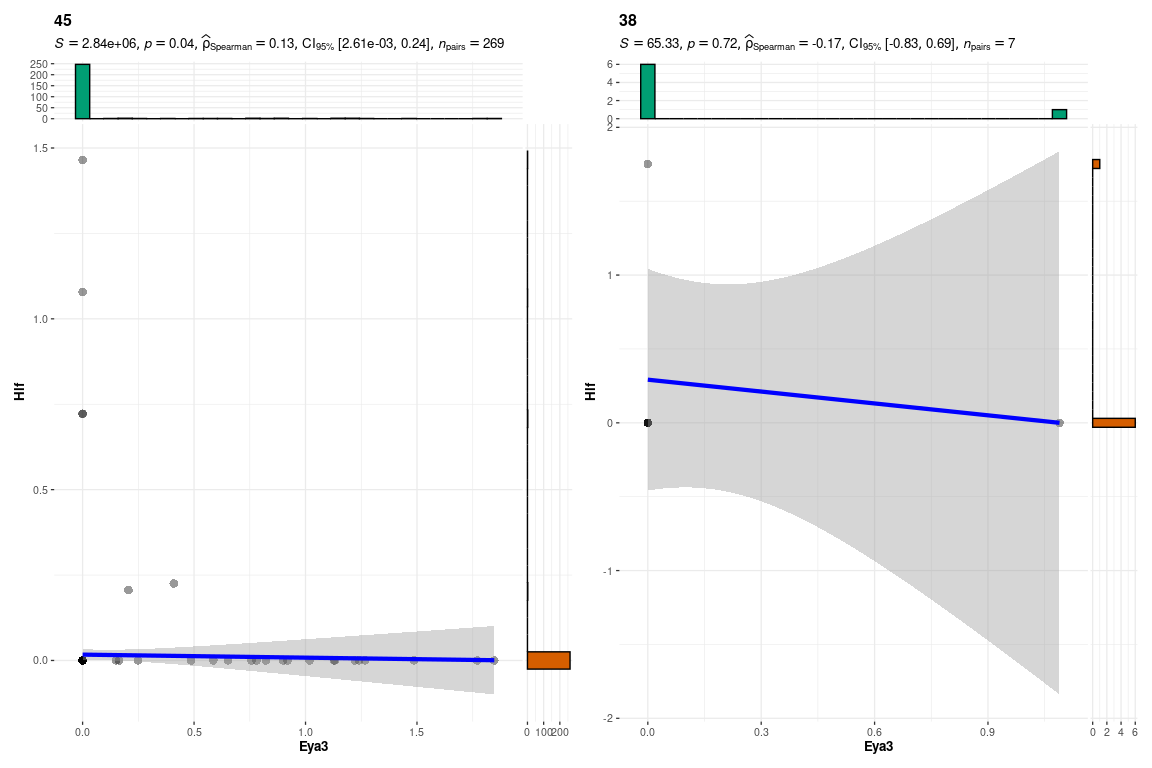 45
S = 2.84e+06, p = 0.04, ρ̂Spearman = 0.13, CI95% [2.61e-03, 0.24], npairs = 269
250
200
150
100
50
0
1.5
1.0
0.5
0.0
Hlf
0.0 0.5 1.0 1.5
0 100 200
Eya3
38
S = 65.33, p = 0.72, ρ̂Spearman = -0.17, CI95% [-0.83, 0.69], npairs = 7
6
4
2
0
2
1
0
-1
-2
Hlf
0.0 0.3 0.6 0.9
0 2 4 6
Eya3